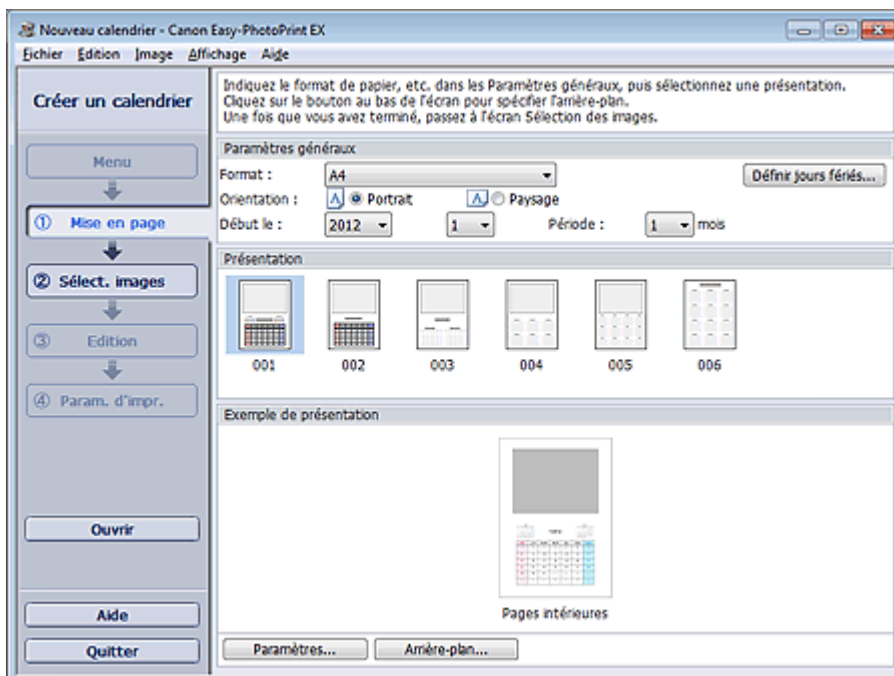 Nouveau calendrier - Canon Easy-PhotoPrint EX
Fichier Edition Image Affichage Aide
Créer un calendrier
Menu
① Mise en page
② Sélect. images
③ Edition
④ Param. d'impr.
Ouvrir
Aide
Quitter
Indiquez le format de papier, etc. dans les Paramètres généraux, puis sélectionnez une présentation.
Cliquez sur le bouton au bas de l'écran pour spécifier l'arrière-plan.
Une fois que vous avez terminé, passez à l'écran Sélection des images.
Paramètres généraux
Format : A4 Définir jours fériés...
Orientation : A Portrait A Paysage
Début le : 2012 1 Période : 1 mois
Présentation
001 002 003 004 005 006
Exemple de présentation
Pages intérieures
Paramètres... Arrière-plan...